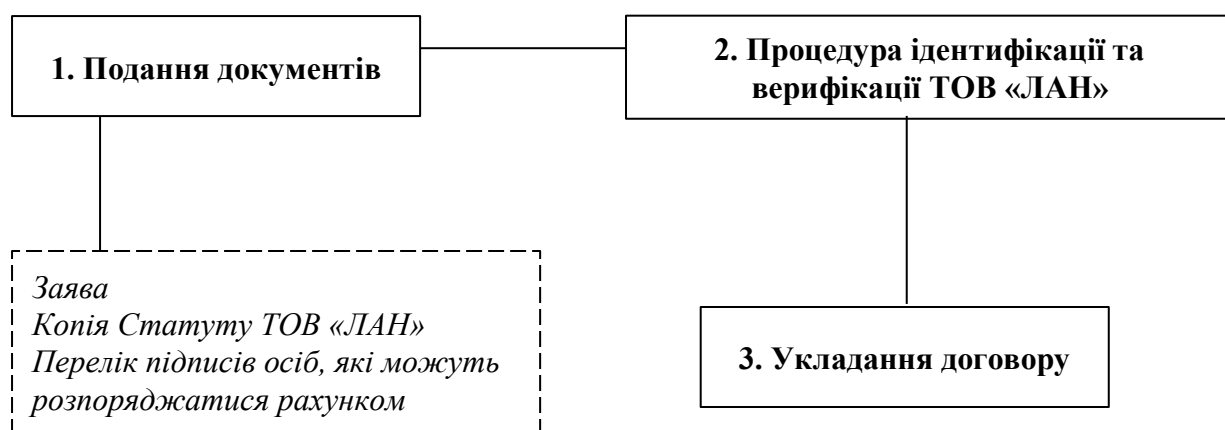 1. Подання документів
2. Процедура ідентифікації та
верифікації ТОВ «ЛАН»
Заява
Копія Статуту ТОВ «ЛАН»
Перелік підписів осіб, які можуть
розпоряджатися рахунком
3. Укладання договору